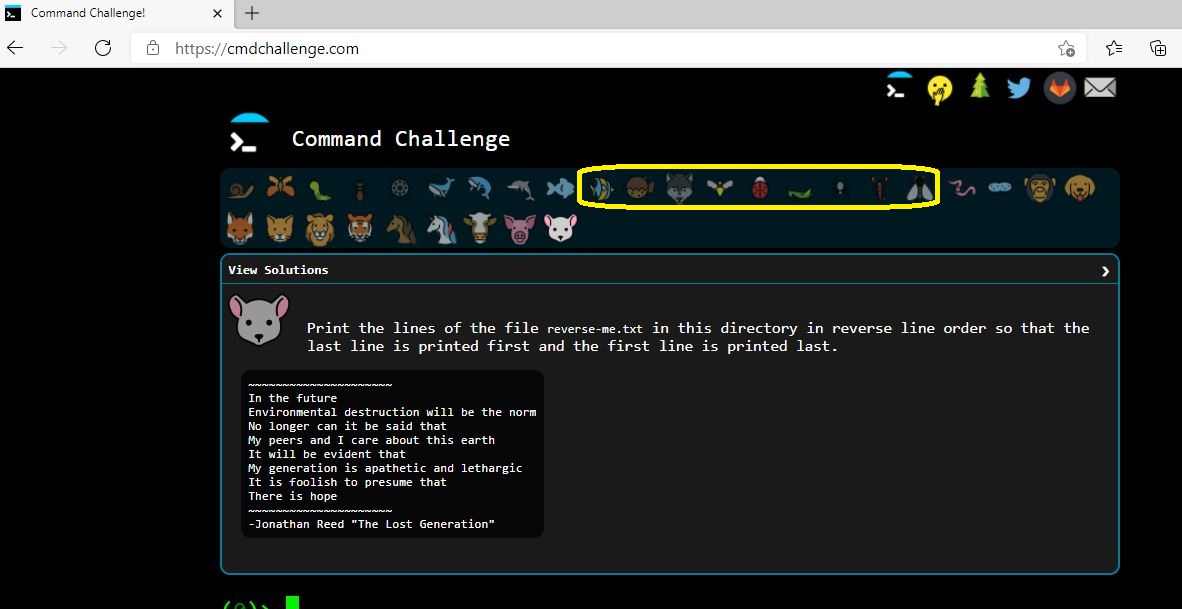 Command Challenge!
https://cmdchallenge.com
Command Challenge
View Solutions
Print the lines of the file reverse-me.txt in this directory in reverse line order so that the
last line is printed first and the first line is printed last.
~~~~~~~~~~~~~~~~~~~~~
In the future
Environmental destruction will be the norm
No longer can it be said that
My peers and I care about this earth
It will be evident that
My generation is apathetic and lethargic
It is foolish to presume that
There is hope
~~~~~~~~~~~~~~~~~~~~~
-Jonathan Reed "The Lost Generation"